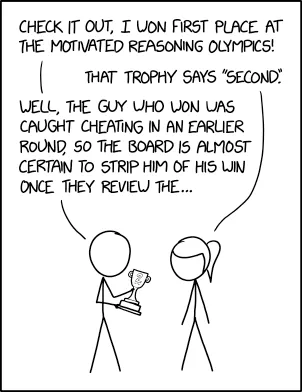 CHECK IT OUT, I WON FIRST PLACE AT
THE MOTIVATED REASONING OLYMPICS!
THAT TROPHY SAYS "SECOND."
WELL, THE GUY WHO WON WAS
CAUGHT CHEATING IN AN EARLIER
ROUND, SO THE BOARD IS ALMOST
CERTAIN TO STRIP HIM OF HIS WIN
ONCE THEY REVIEW THE...